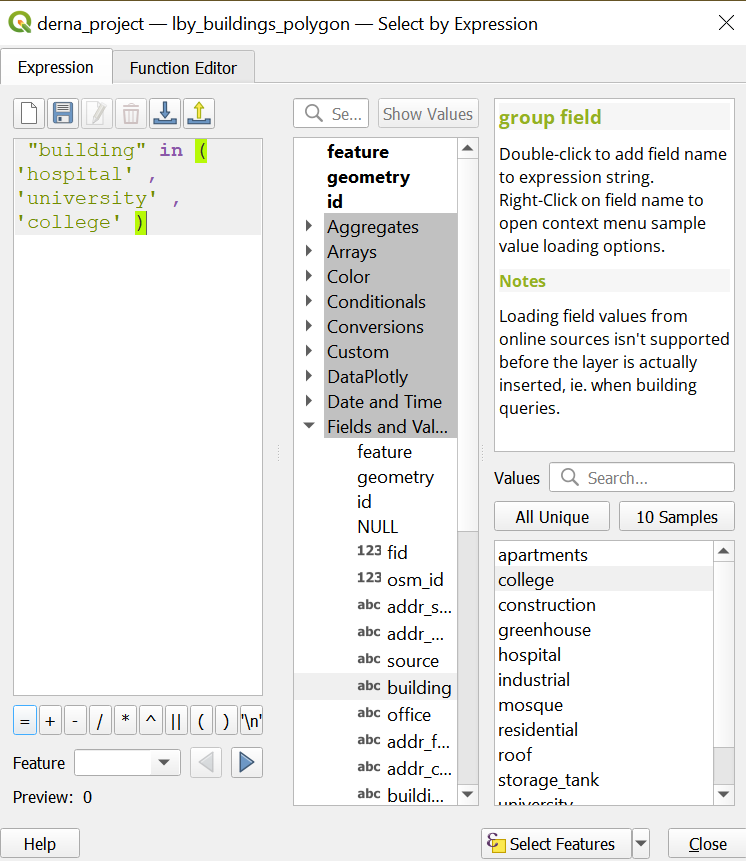 derna_project — lby_buildings_polygon — Select by Expression
Expression
Function Editor
"building" in (
'hospital' ,
'university' ,
'college' )
= + - / * ^ || ( ) '\n'
Feature
Preview: 0
Help
Se...
Show Values
feature
geometry
id
Aggregates
Arrays
Color
Conditionals
Conversions
Custom
DataPlotly
Date and Time
Fields and Val...
feature
geometry
id
NULL
123 fid
123 osm_id
abc addr_s...
abc addr_...
abc source
abc building
abc office
abc addr_f...
abc addr_c...
abc buildi...
group field
Double-click to add field name
to expression string.
Right-Click on field name to
open context menu sample
value loading options.
Notes
Loading field values from
online sources isn't supported
before the layer is actually
inserted, ie. when building
queries.
Values
Search...
All Unique
10 Samples
apartments
college
construction
greenhouse
hospital
industrial
mosque
residential
roof
storage_tank
university
Select Features
Close